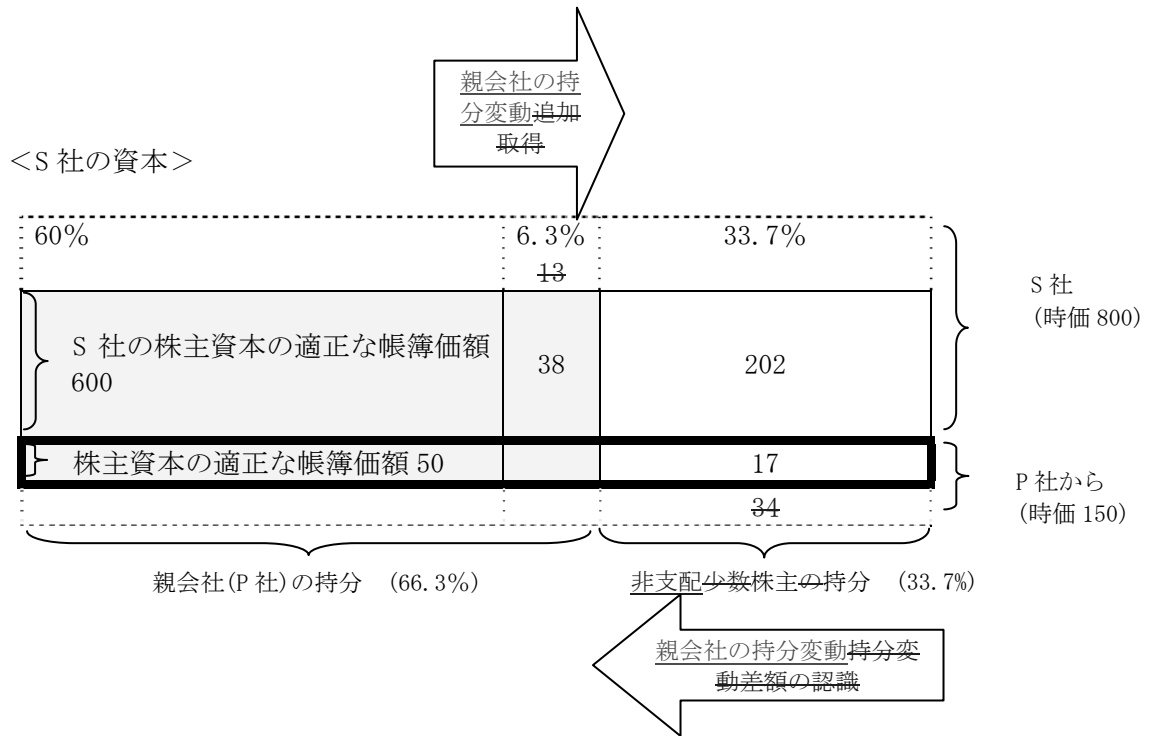 親会社の持
分変動追加
取得
＜S 社の資本＞
60%
6.3%
33.7%
13
S 社
(時価 800)
S 社の株主資本の適正な帳簿価額
600
38
202
株主資本の適正な帳簿価額 50
17
P 社から
(時価 150)
34
親会社(P 社)の持分 (66.3%)
非支配少数株主の持分 (33.7%)
親会社の持分変動持分変
動差額の認識